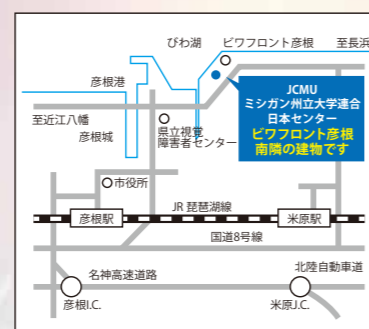 びわ湖
ビワフロント彦根
至長浜
彦根港
JCMU
ミシガン州立大学連合
日本センター
ビワフロント彦根
南隣の建物です
至近江八幡
彦根城
県立視覚
障害者センター
市役所
彦根駅
JR 琵琶湖線
米原駅
国道8号線
名神高速道路
北陸自動車道
彦根I.C.
米原J.C.